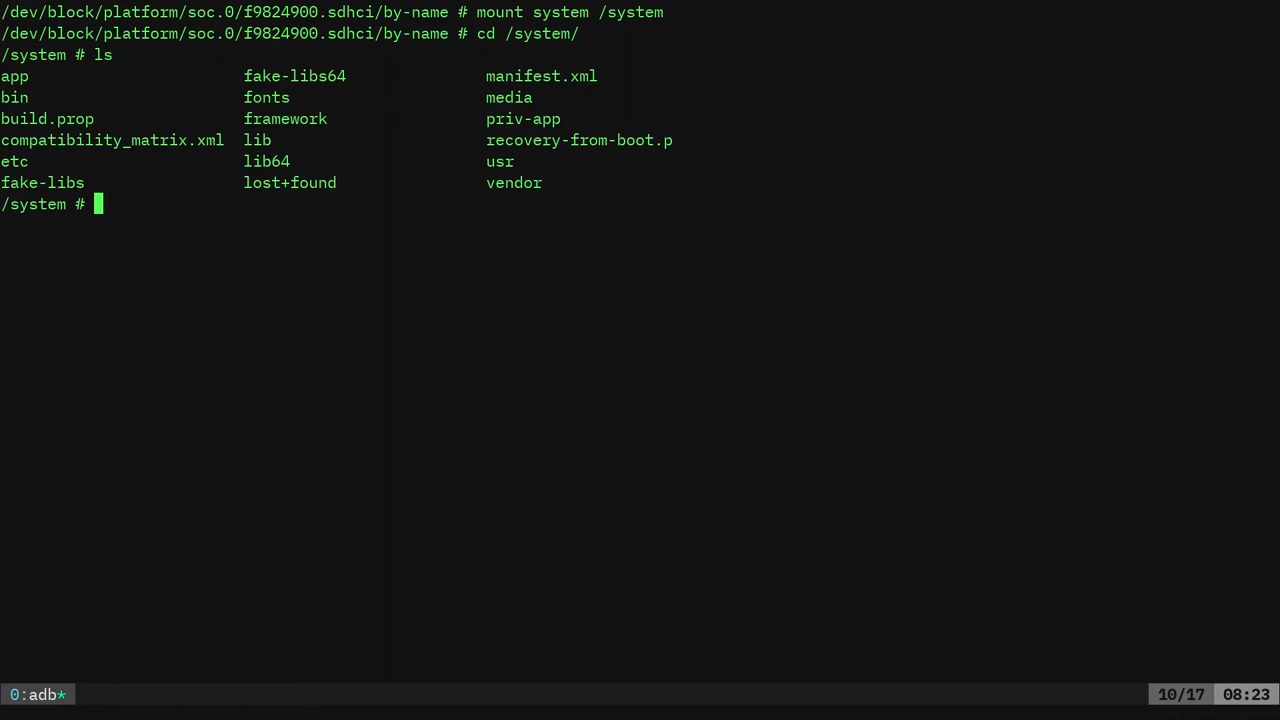 /dev/block/platform/soc.0/f9824900.sdhci/by-name # mount system /system
/dev/block/platform/soc.0/f9824900.sdhci/by-name # cd /system/
/system # ls
app                       fake-libs64               manifest.xml
bin                       fonts                     media
build.prop                framework                 priv-app
compatibility_matrix.xml  lib                       recovery-from-boot.p
etc                       lib64                     usr
fake-libs                 lost+found                vendor
/system #
0:adb* 10/17 08:23